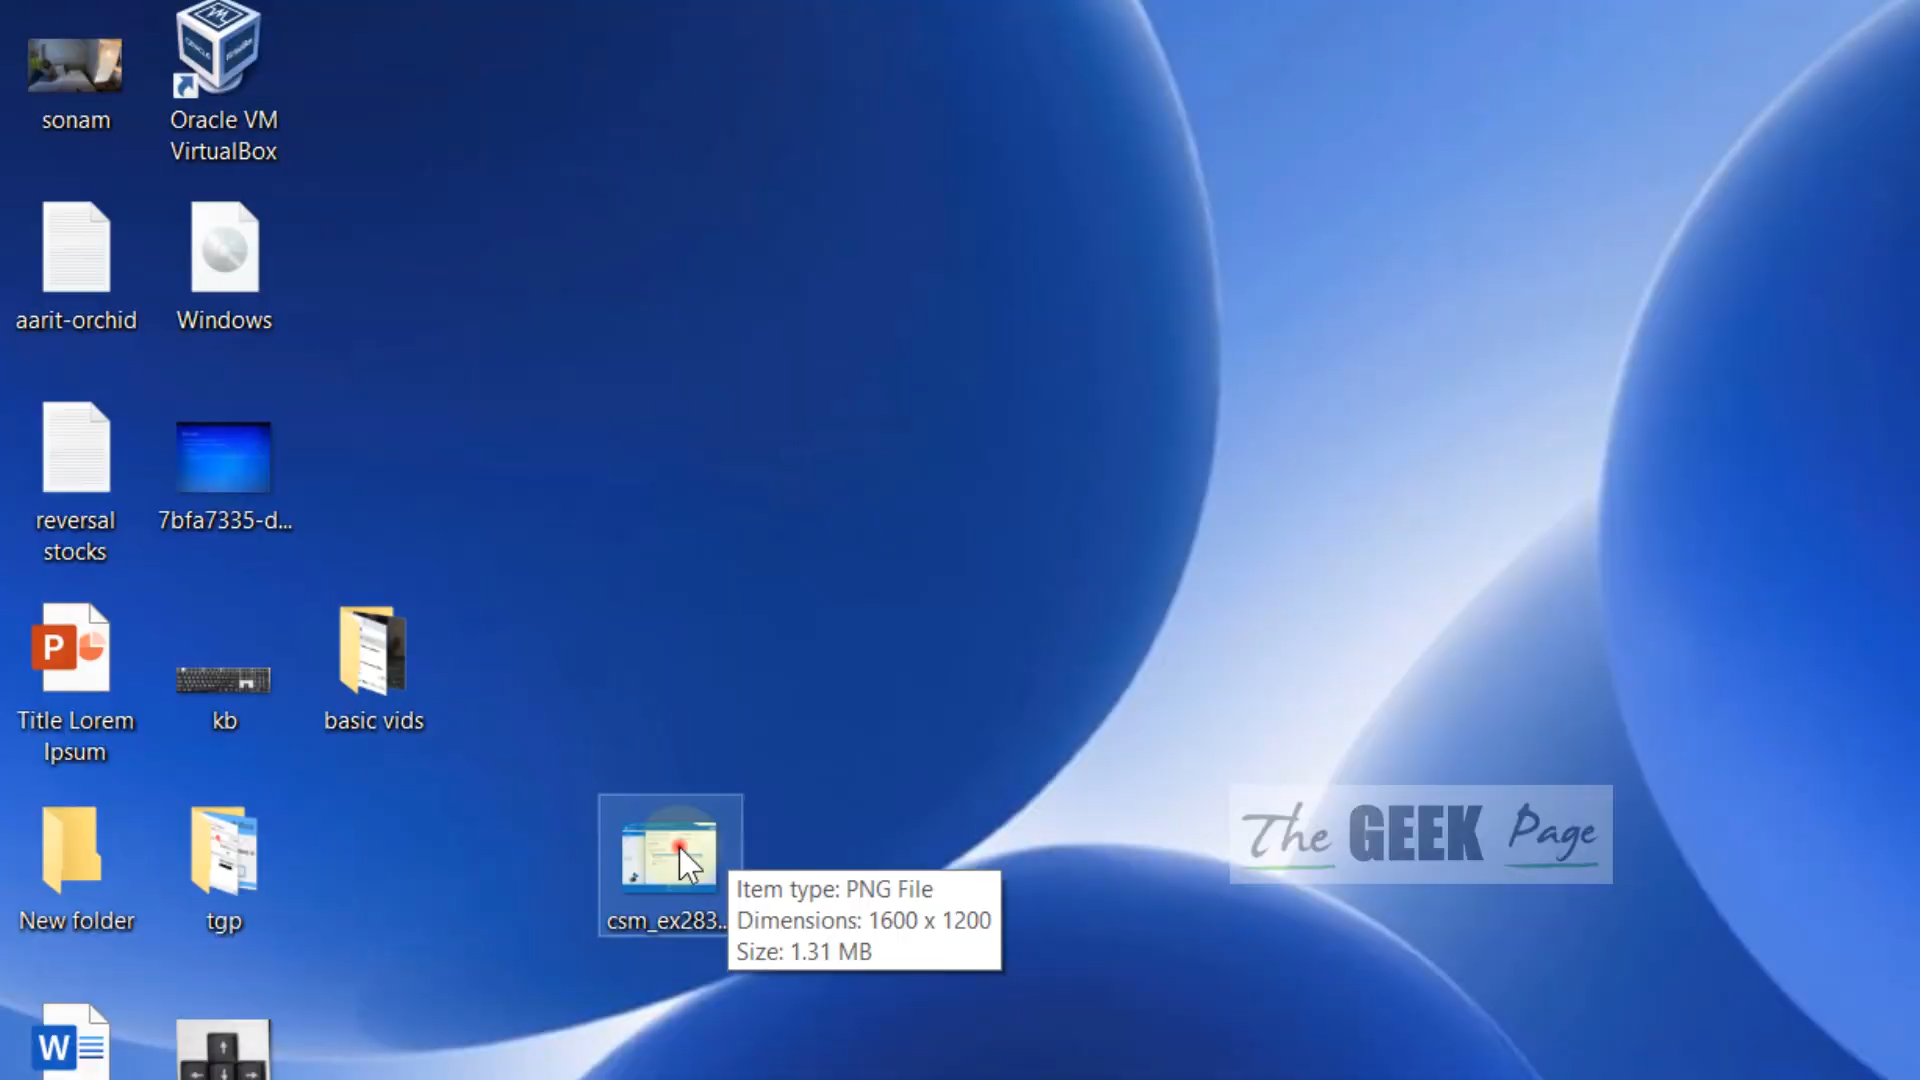 sonam
Oracle VM
VirtualBox
aarit-orchid
Windows
reversal
stocks
7bfa7335-d...
P
Title Lorem
Ipsum
kb
basic vids
New folder
tgp
csm_ex283...
Item type: PNG File
Dimensions: 1600 x 1200
Size: 1.31 MB
The GEEK Page
W